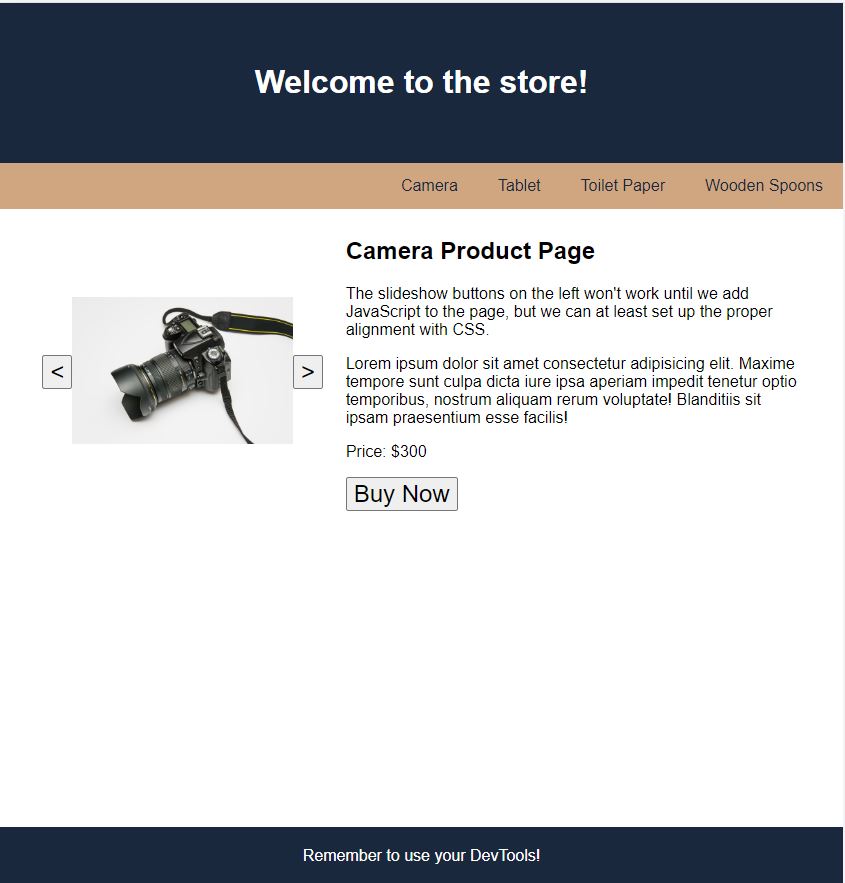 Welcome to the store!
Camera Tablet Toilet Paper Wooden Spoons
Camera Product Page
The slideshow buttons on the left won't work until we add
JavaScript to the page, but we can at least set up the proper
alignment with CSS.
< >
Lorem ipsum dolor sit amet consectetur adipisicing elit. Maxime
tempore sunt culpa dicta iure ipsa aperiam impedit tenetur optio
temporibus, nostrum aliquam rerum voluptate! Blanditiis sit
ipsam praesentium esse facilis!
Price: $300
Buy Now
Remember to use your DevTools!